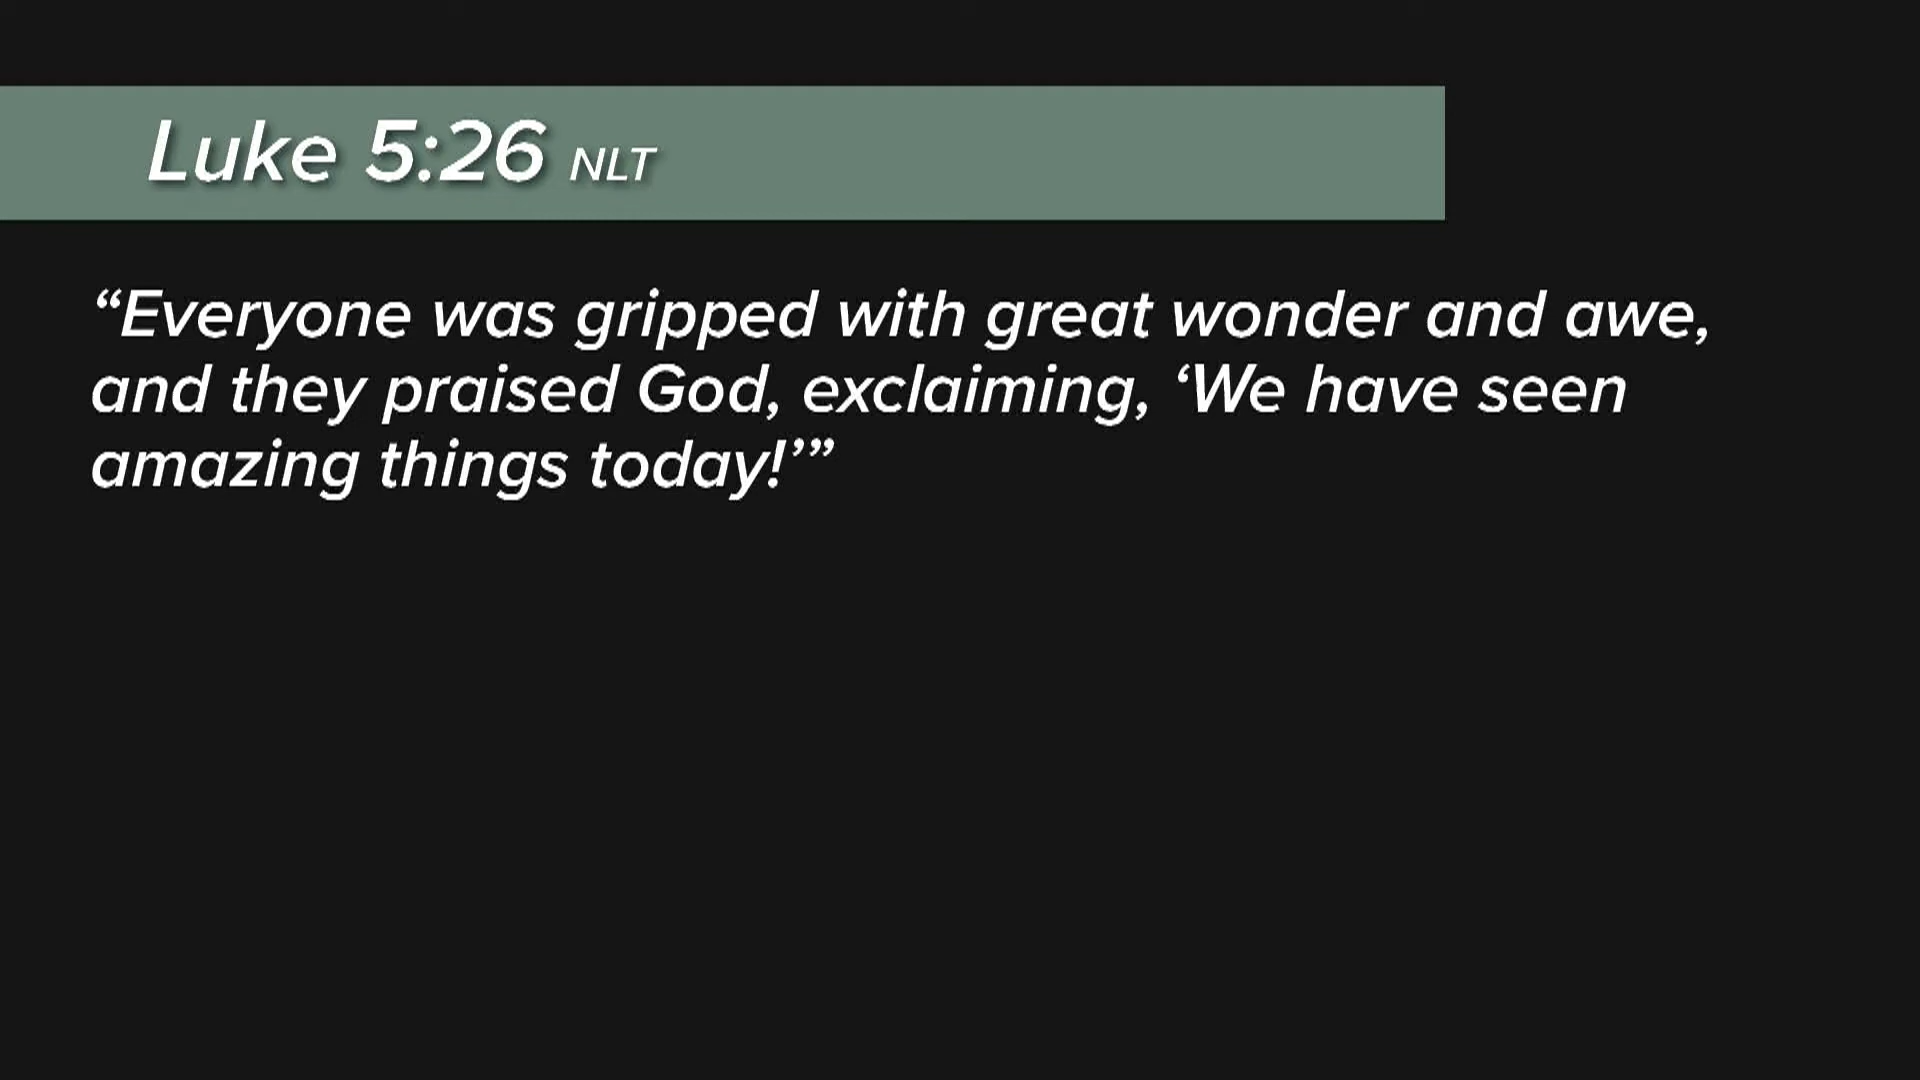 Luke 5:26 NLT
“Everyone was gripped with great wonder and awe,
and they praised God, exclaiming, ‘We have seen
amazing things today!’”